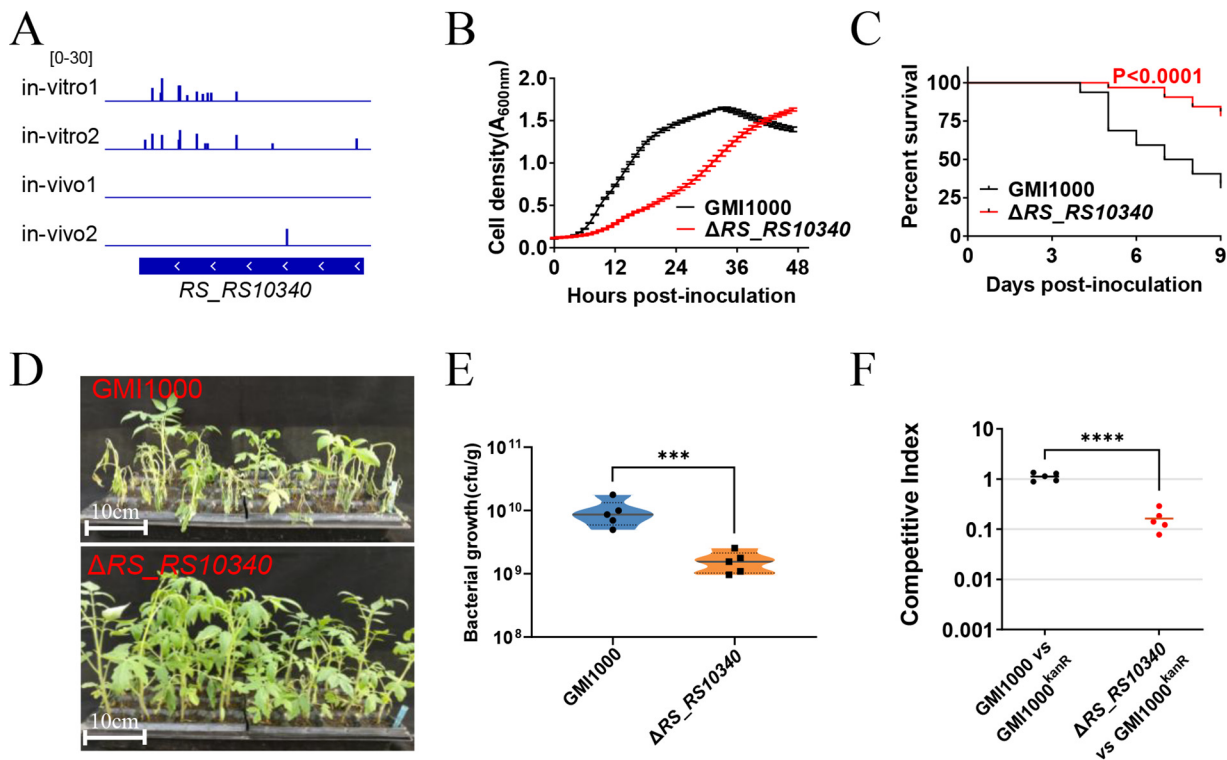 A
[0-30]
in-vitro1
in-vitro2
in-vivo1
in-vivo2
RS_RS10340
B
Cell density(A600nm)
2.0
1.5
1.0
0.5
0.0
GMI1000
ΔRS_RS10340
0 12 24 36 48
Hours post-inoculation
C
Percent survival
P<0.0001
100
75
50
25
0
GMI1000
ΔRS_RS10340
0 3 6 9
Days post-inoculation
D
GMI1000
10cm
ΔRS_RS10340
10cm
E
Bacterial growth(cfu/g)
10^11
10^10
10^9
10^8
***
GMI1000
ΔRS_RS10340
F
Competitive Index
10
1
0.1
0.01
0.001
****
GMI1000 vs
GMI1000^kanR
ΔRS_RS10340
vs GMI1000^kanR